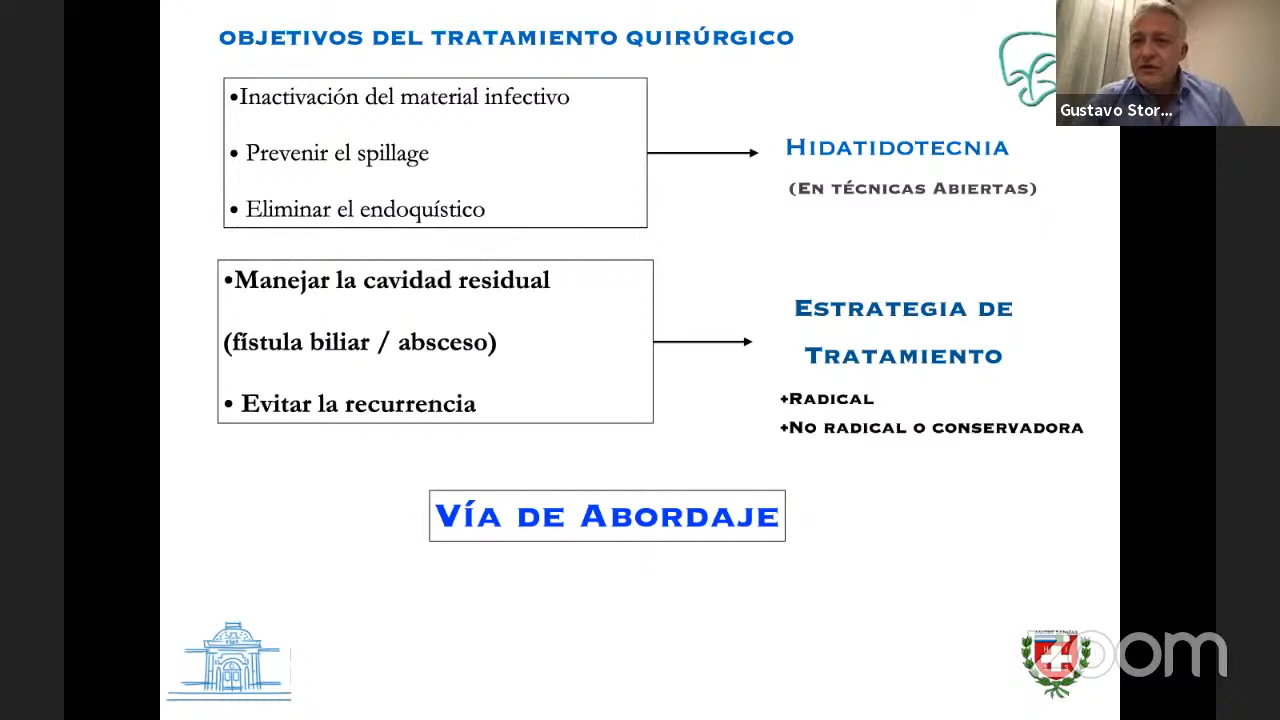 OBJETIVOS DEL TRATAMIENTO QUIRÚRGICO
•Inactivación del material infectivo
• Prevenir el spillage
• Eliminar el endoquístico
HIDATIDOTECNIA
(EN TÉCNICAS ABIERTAS)
•Manejar la cavidad residual
(fístula biliar / absceso)
• Evitar la recurrencia
ESTRATEGIA DE
TRATAMIENTO
+RADICAL
+NO RADICAL O CONSERVADORA
VÍA DE ABORDAJE
Gustavo Stor...
zoom